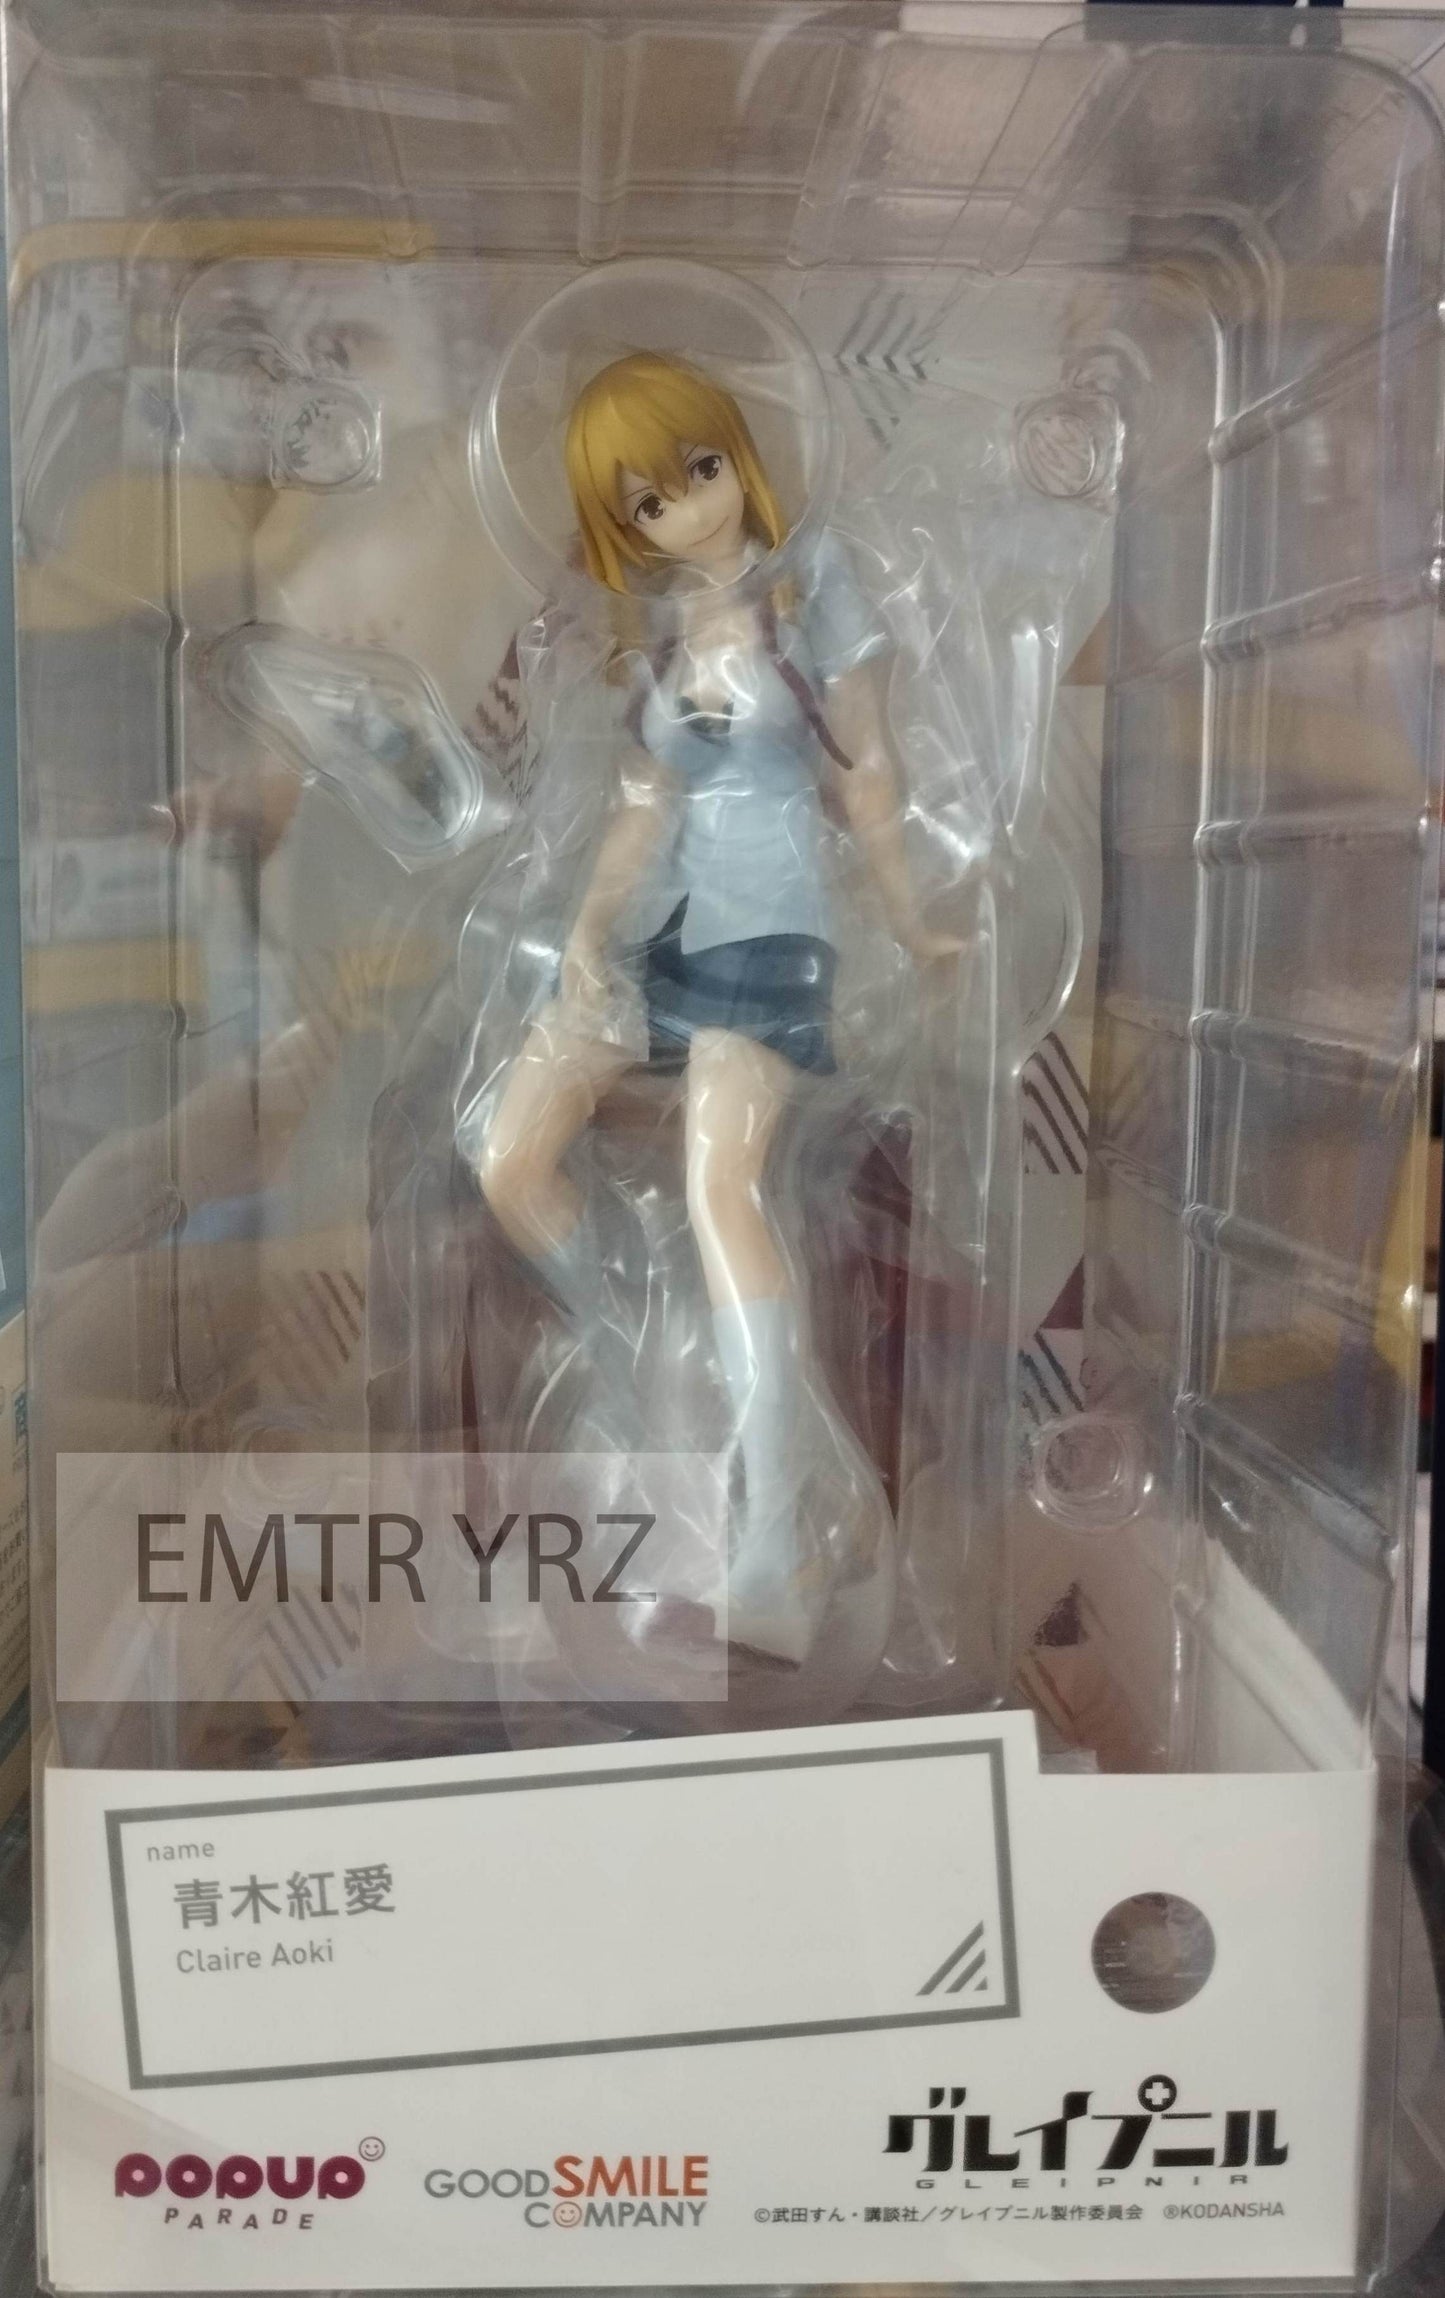 EMTR YRZ
name
青木紅愛
Claire Aoki
POPUP
PARADE
GOODSMILE
COMPANY
グレイプニル
GLEIPNIR
©武田すん・講談社／グレイプニル製作委員会 ®KODANSHA